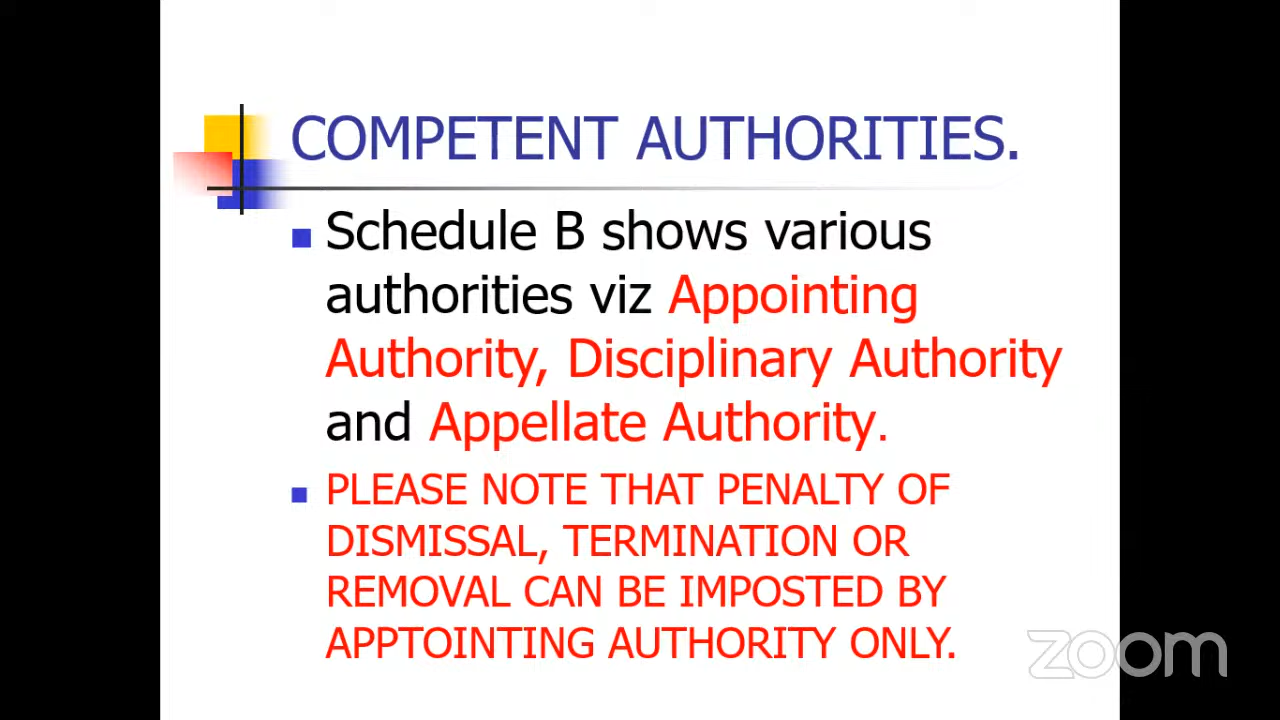 COMPETENT AUTHORITIES.
Schedule B shows various
authorities viz Appointing
Authority, Disciplinary Authority
and Appellate Authority.
PLEASE NOTE THAT PENALTY OF
DISMISSAL, TERMINATION OR
REMOVAL CAN BE IMPOSTED BY
APPTOINTING AUTHORITY ONLY.
zoom